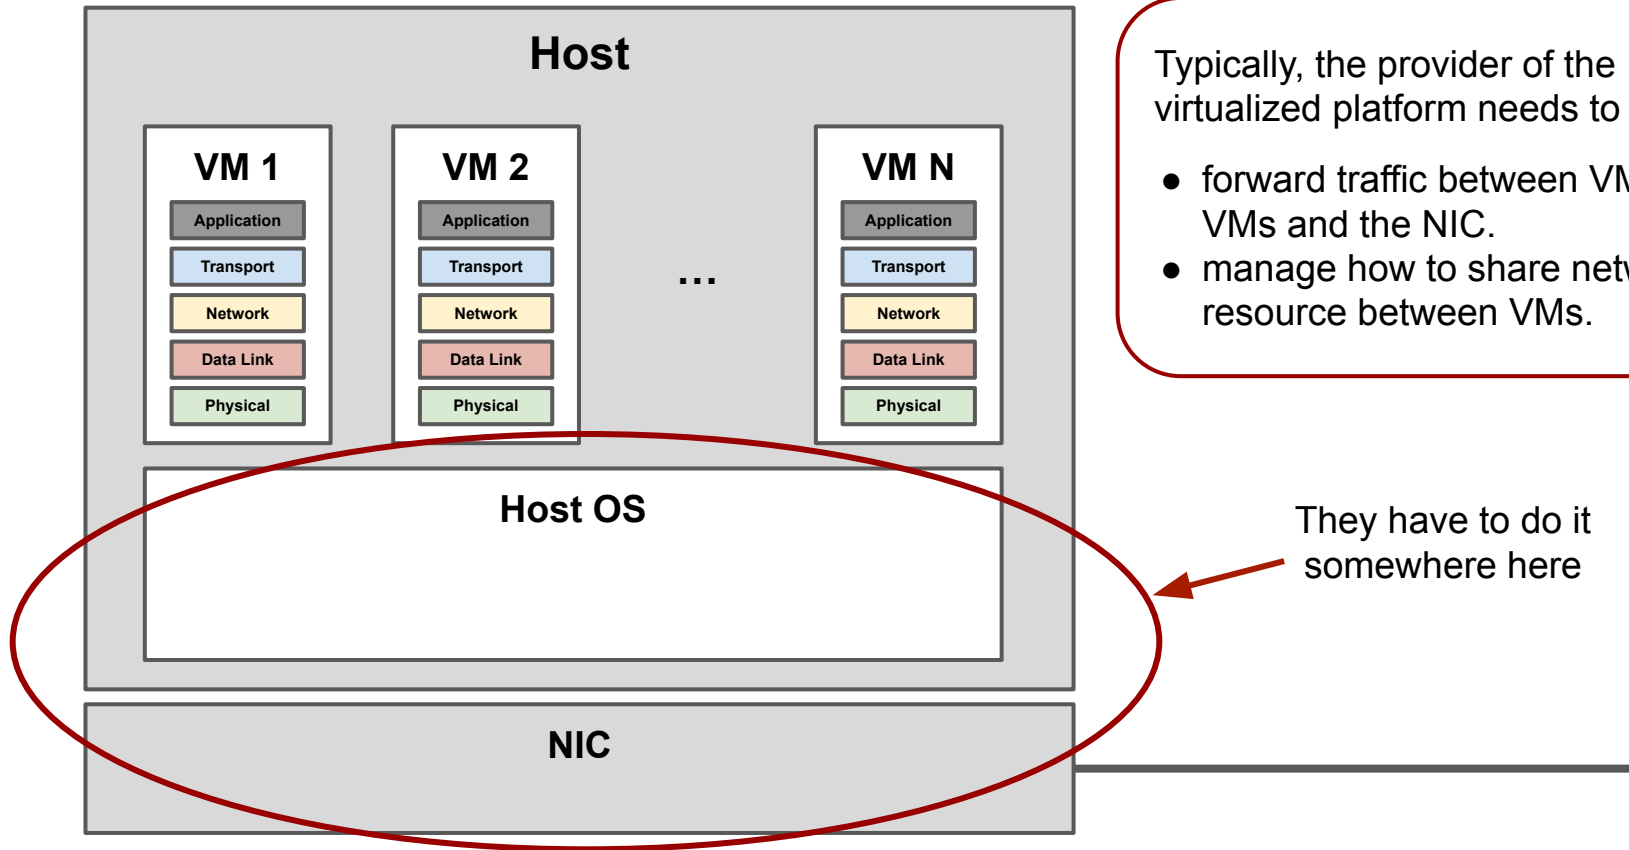 Host
Typically, the provider of the
virtualized platform needs to
● forward traffic between
VMs and the NIC.
● manage how to share
resource between VMs.
VM 1
Application
Transport
Network
Data Link
Physical
VM 2
Application
Transport
Network
Data Link
Physical
...
VM N
Application
Transport
Network
Data Link
Physical
Host OS
They have to do it
somewhere here
NIC